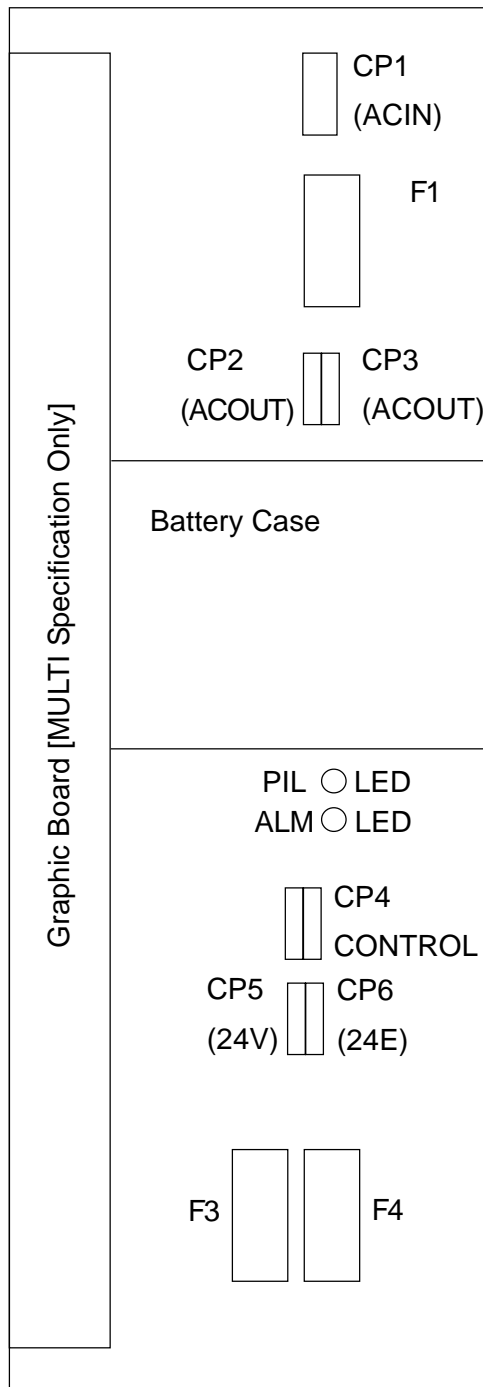 CP1
(ACIN)
F1
CP2 CP3
(ACOUT) (ACOUT)
Graphic Board [MULTI Specification Only]
Battery Case
PIL LED
ALM LED
CP4
CONTROL
CP5 CP6
(24V) (24E)
F3 F4